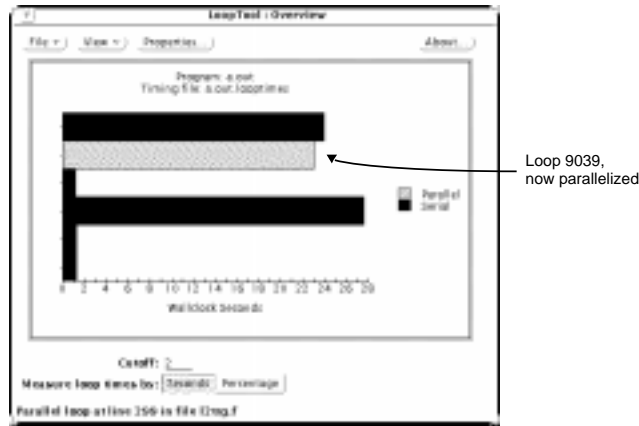 LoopTool : Overview
File View Properties... About...
Program: a.out
Timing file: a.out.looptimes
Loop 9039,
now parallelized
Parallel
Serial
0 2 4 6 8 10 12 14 16 18 20 22 24 26 28
Wallclock Seconds
Cutoff: 2
Measure loop times by: Seconds Percentage
Parallel loop at line 299 in file